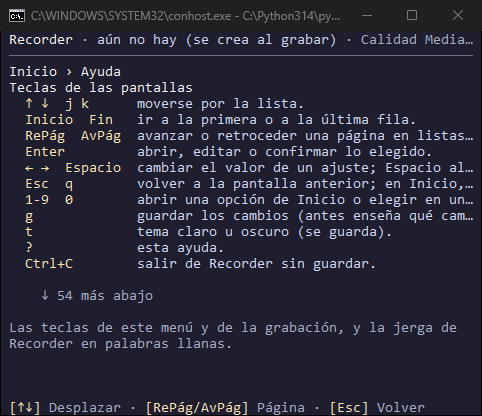 C:\WINDOWS\SYSTEM32\conhost.exe - C:\Python314\py...
Recorder · aún no hay (se crea al grabar) · Calidad Media…
Inicio › Ayuda
Teclas de las pantallas
↑ ↓ j k moverse por la lista.
Inicio Fin ir a la primera o a la última fila.
RePág AvPág avanzar o retroceder una página en listas…
Enter abrir, editar o confirmar lo elegido.
← → Espacio cambiar el valor de un ajuste; Espacio al…
Esc q volver a la pantalla anterior; en Inicio,…
1-9 0 abrir una opción de Inicio o elegir en un…
g guardar los cambios (antes enseña qué cam…
t tema claro u oscuro (se guarda).
? esta ayuda.
Ctrl+C salir de Recorder sin guardar.
↓ 54 más abajo
Las teclas de este menú y de la grabación, y la jerga de
Recorder en palabras llanas.
[↑↓] Desplazar · [RePág/AvPág] Página · [Esc] Volver